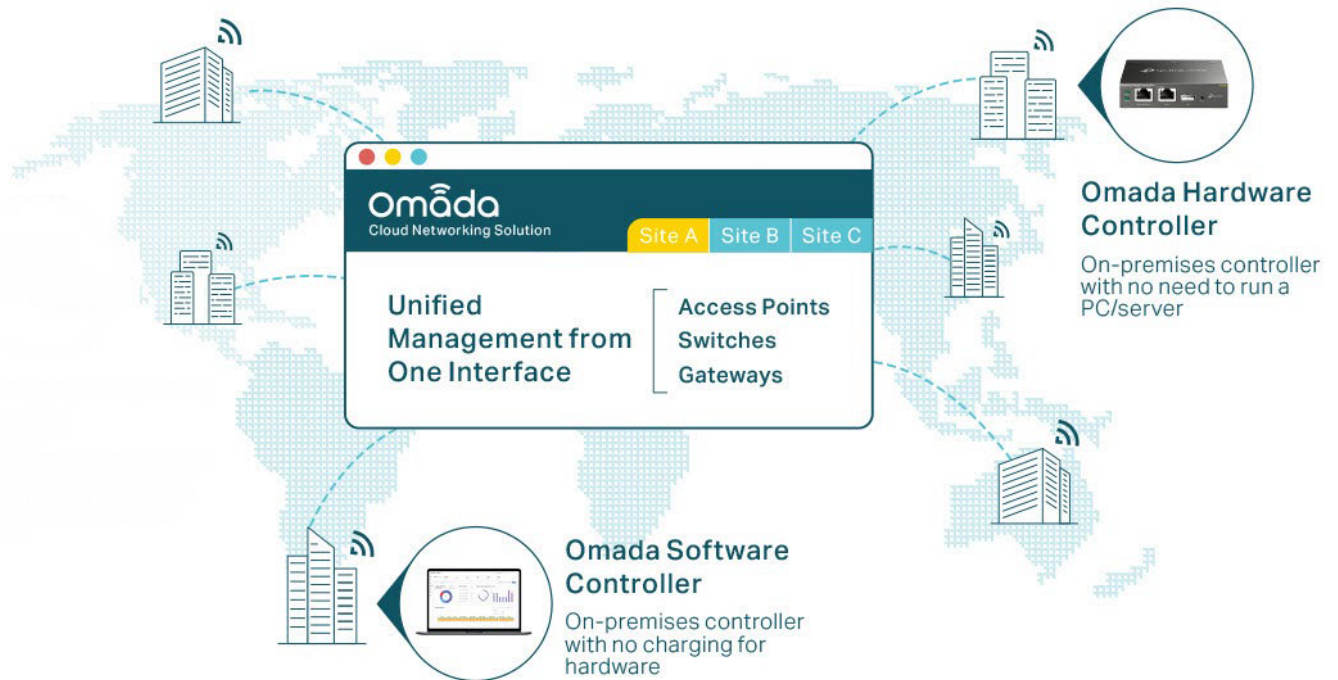 Omada
Cloud Networking Solution
Site A
Site B
Site C
Unified
Management from
One Interface
Access Points
Switches
Gateways
Omada Hardware
Controller
On-premises controller
with no need to run a
PC/server
Omada Software
Controller
On-premises controller
with no charging for
hardware